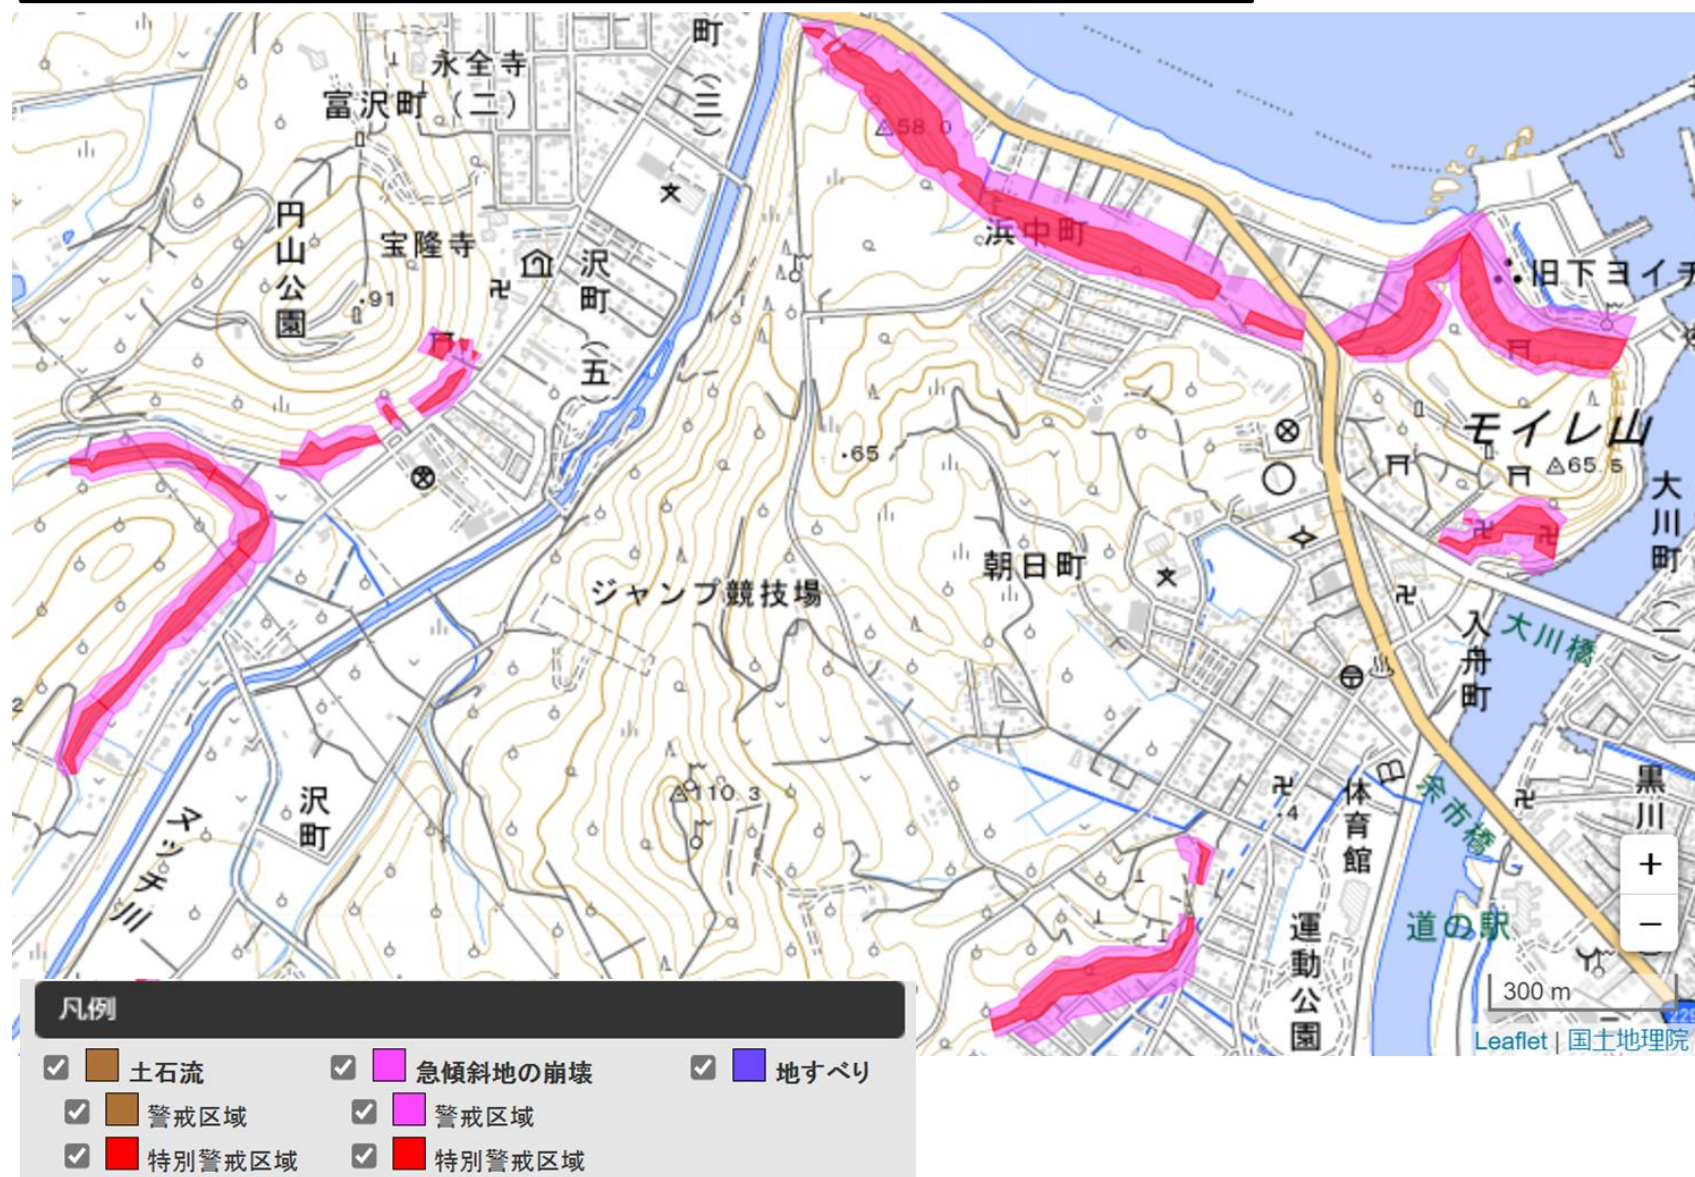 町（三）
永全寺
富沢町（二）
58.0
円山公園
宝隆寺
沢町（五）
浜中町
旧下ヨイチ
91
モイレ山
65
65.5
大川町（一）
朝日町
ジャンプ競技場
大川橋
入舟町
2
110.3
沢町
体育館
余市橋
黒川
4
ヌッチ川
道の駅
運動公園
+
−
300 m
229
Leaflet | 国土地理院
凡例
土石流
急傾斜地の崩壊
地すべり
警戒区域
警戒区域
特別警戒区域
特別警戒区域